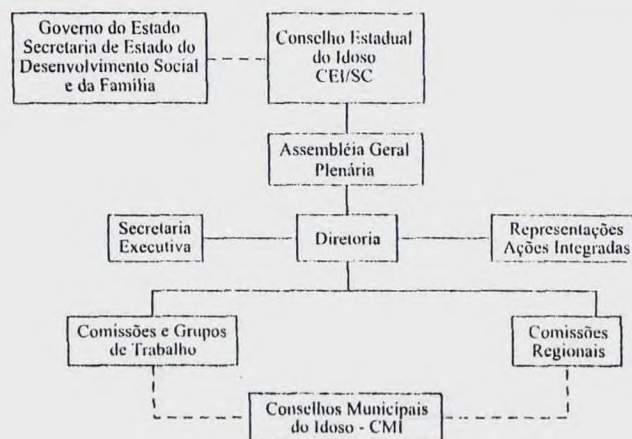 Governo do Estado
Secretaria de Estado do
Desenvolvimento Social
e da Família
Conselho Estadual
do Idoso
CEI/SC
Assembléia Geral
Plenária
Secretaria
Executiva
Diretoria
Representações
Ações Integradas
Comissões e Grupos
de Trabalho
Comissões
Regionais
Conselhos Municipais
do Idoso - CMI